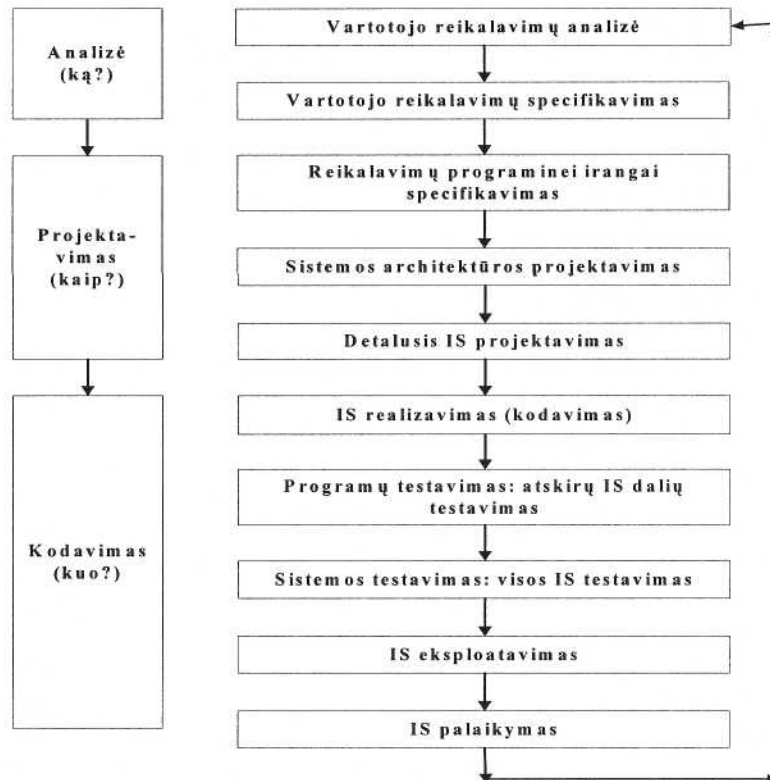 Analizė
(ką?)
Projekta-
vimas
(kaip?)
Kodavimas
(kuo?)
Vartotojo reikalavimų analizė
Vartotojo reikalavimų specifikavimas
Reikalavimų programinei irangai
specifikavimas
Sistemos architektūros projektavimas
Detalusis IS projektavimas
IS realizavimas (kodavimas)
Programų testavimas: atskirų IS dalių
testavimas
Sistemos testavimas: visos IS testavimas
IS eksploatavimas
IS palaikymas